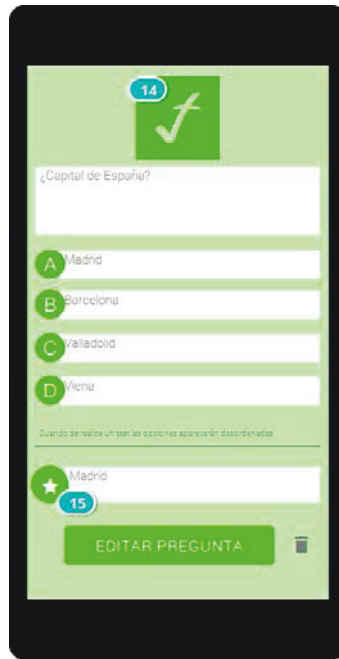 14
¿Capital de España?
A Madrid
B Barcelona
C Valladolid
D Viena
Cuando se realice un test las opciones aparecerán desordenadas
Madrid
15
EDITAR PREGUNTA